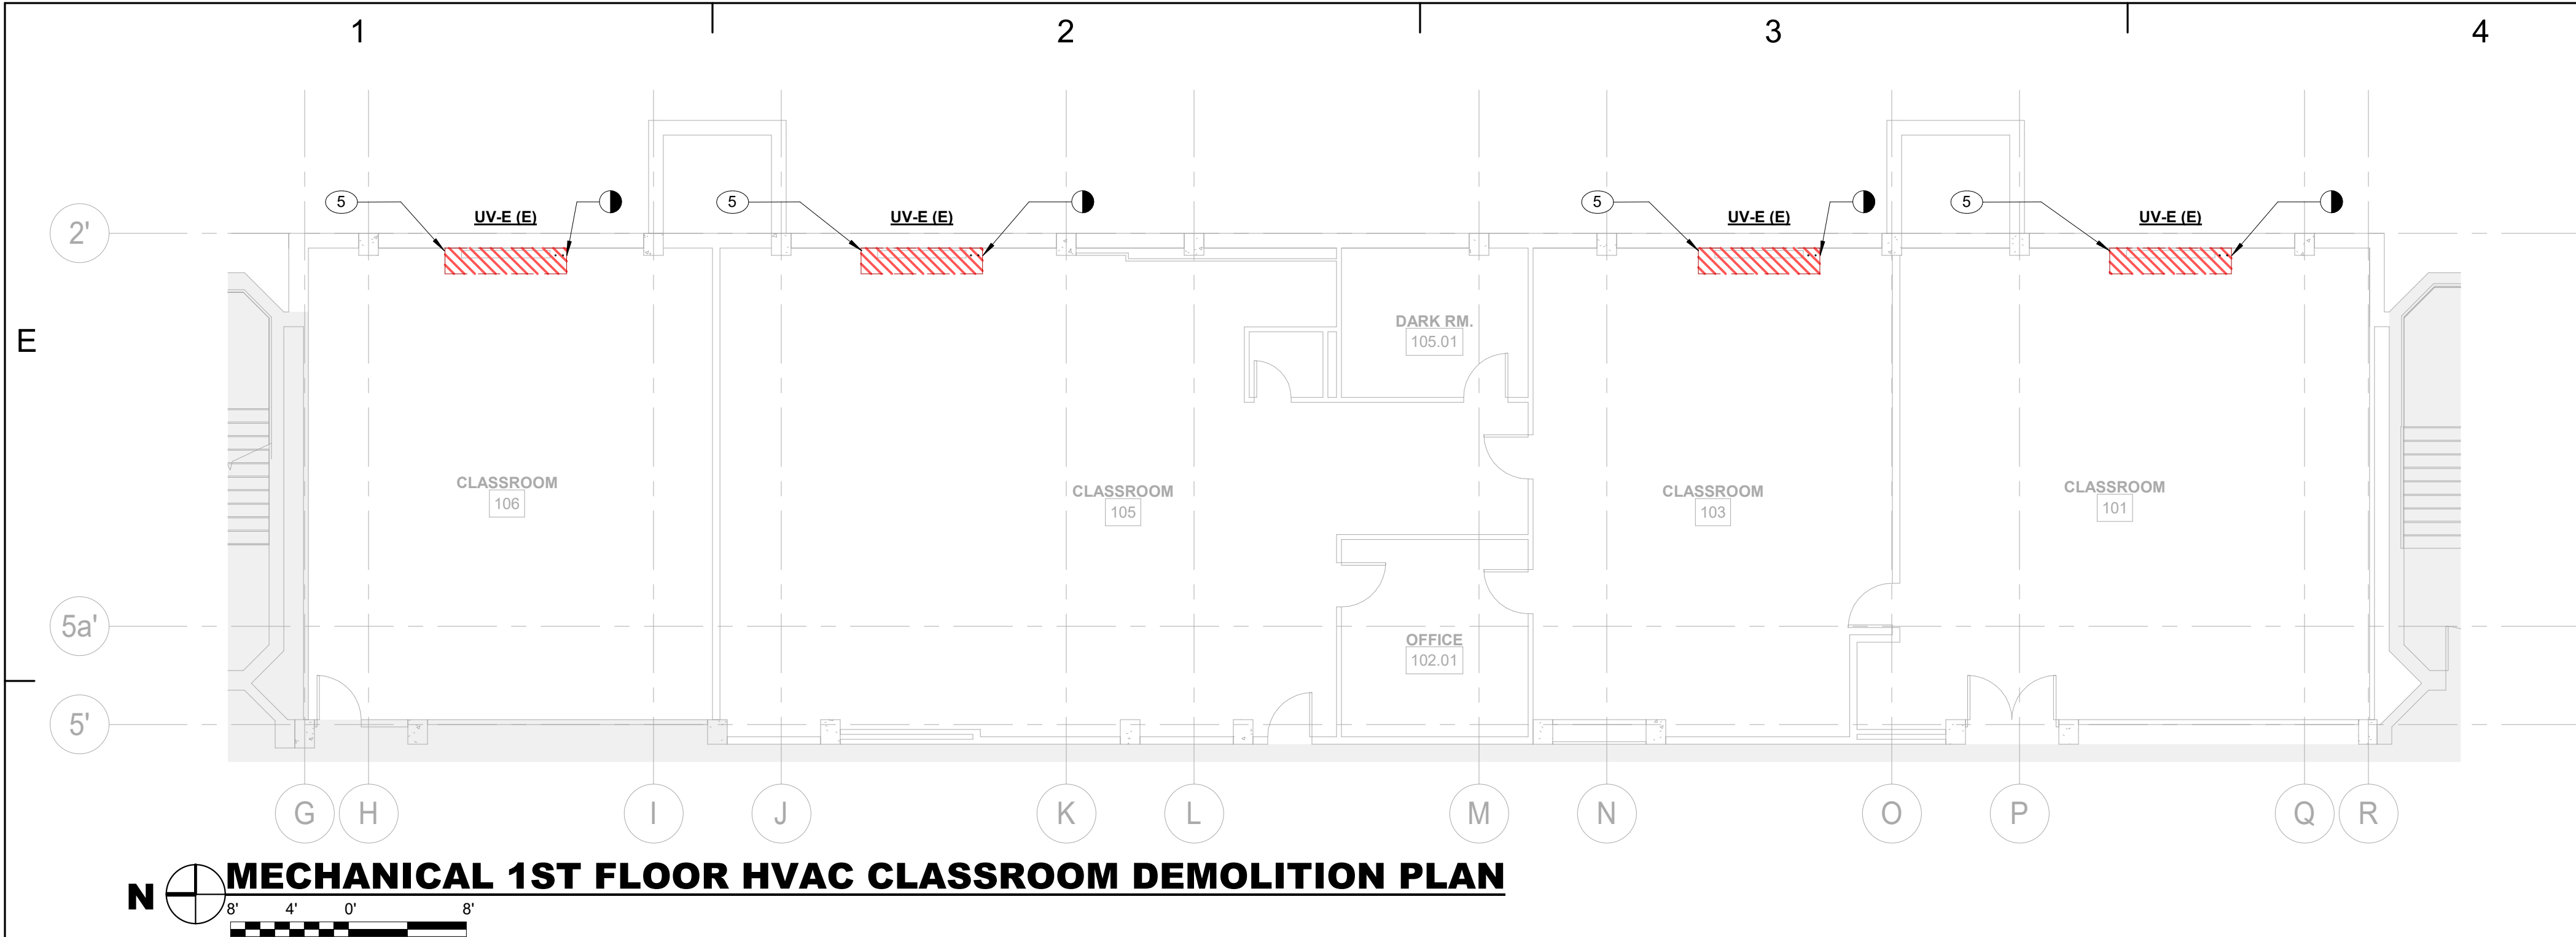 1 2 3 4
5 5 5 5
UV-E (E) UV-E (E) UV-E (E) UV-E (E)
2'
E
DARK RM.
105.01
CLASSROOM
106
CLASSROOM
105
CLASSROOM
103
CLASSROOM
101
5a'
OFFICE
102.01
5'
G H I J K L M N O P Q R
N MECHANICAL 1ST FLOOR HVAC CLASSROOM DEMOLITION PLAN
8' 4' 0' 8'